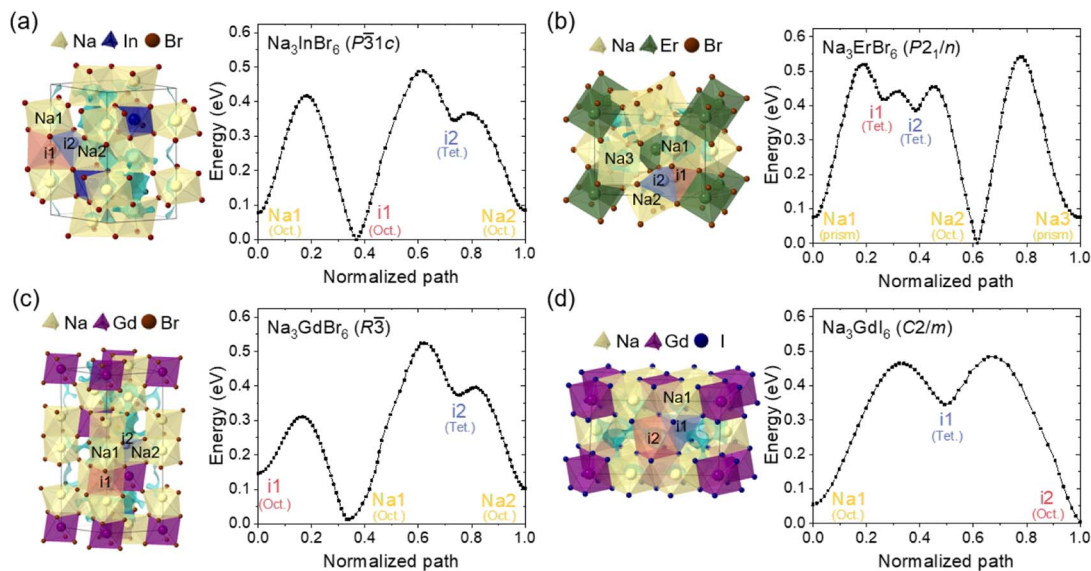 (a)
Na In Br
Na1
i2
Na2
i1
Na₃InBr₆ (P3̅1c)
Energy (eV)
0.6
0.5
0.4
0.3
0.2
0.1
0.0
Na1
(Oct.)
i1
(Oct.)
i2
(Tet.)
Na2
(Oct.)
0.0 0.2 0.4 0.6 0.8 1.0
Normalized path
(b)
Na Er Br
Na1
Na3
i2 i1
Na2
Na₃ErBr₆ (P2₁/n)
Energy (eV)
0.6
0.5
0.4
0.3
0.2
0.1
0.0
i1
(Tet.)
i2
(Tet.)
Na1
(prism)
Na2
(Oct.)
Na3
(prism)
0.0 0.2 0.4 0.6 0.8 1.0
Normalized path
(c)
Na Gd Br
i2
Na1 Na2
i1
Na₃GdBr₆ (R3̅)
Energy (eV)
0.6
0.5
0.4
0.3
0.2
0.1
0.0
i1
(Oct.)
Na1
(Oct.)
i2
(Tet.)
Na2
(Oct.)
0.0 0.2 0.4 0.6 0.8 1.0
Normalized path
(d)
Na Gd I
Na1
i1
i2
Na₃GdI₆ (C2/m)
Energy (eV)
0.6
0.5
0.4
0.3
0.2
0.1
0.0
i1
(Tet.)
Na1
(Oct.)
i2
(Oct.)
0.0 0.2 0.4 0.6 0.8 1.0
Normalized path